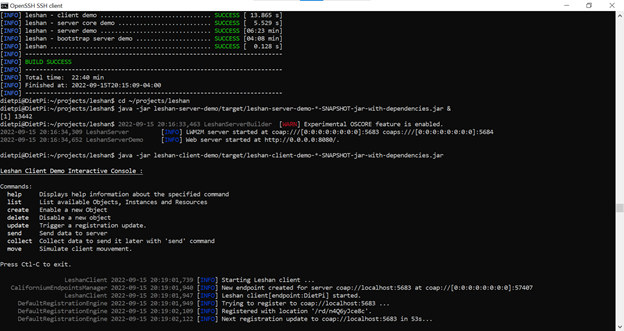 OpenSSH SSH client
[INFO] leshan - client demo ............................... SUCCESS [ 13.865 s]
[INFO] leshan - server core demo .......................... SUCCESS [  5.529 s]
[INFO] leshan - server demo ............................... SUCCESS [06:23 min]
[INFO] leshan - bootstrap server demo ..................... SUCCESS [04:08 min]
[INFO] leshan ............................................. SUCCESS [  0.128 s]
[INFO] ------------------------------------------------------------------------
[INFO] BUILD SUCCESS
[INFO] ------------------------------------------------------------------------
[INFO] Total time:  22:40 min
[INFO] Finished at: 2022-09-15T20:15:09-04:00
[INFO] ------------------------------------------------------------------------
dietpi@DietPi:~/projects/leshan$ cd ~/projects/leshan
dietpi@DietPi:~/projects/leshan$ java -jar leshan-server-demo/target/leshan-server-demo-*-SNAPSHOT-jar-with-dependencies.jar &
[1] 13442
dietpi@DietPi:~/projects/leshan$ 2022-09-15 20:16:33,463 LeshanServerBuilder  [WARN] Experimental OSCORE feature is enabled.
2022-09-15 20:16:34,309 LeshanServer        [INFO] LWM2M server started at coap://[0:0:0:0:0:0:0:0]:5683 coaps://[0:0:0:0:0:0:0:0]:5684
2022-09-15 20:16:34,652 LeshanServerDemo    [INFO] Web server started at http://0.0.0.0:8080/.
dietpi@DietPi:~/projects/leshan$ java -jar leshan-client-demo/target/leshan-client-demo-*-SNAPSHOT-jar-with-dependencies.jar
Leshan Client Demo Interactive Console :
Commands:
help     Displays help information about the specified command
list     List available Objects, Instances and Resources
create   Enable a new Object
delete   Disable a new object
update   Trigger a registration update.
send     Send data to server
collect  Collect data to send it later with 'send' command
move     Simulate client mouvement.
Press Ctl-C to exit.
LeshanClient 2022-09-15 20:19:01,739 [INFO] Starting Leshan client ...
CaliforniumEndpointsManager 2022-09-15 20:19:01,940 [INFO] New endpoint created for server coap://localhost:5683 at coap://[0:0:0:0:0:0:0:0]:57407
LeshanClient 2022-09-15 20:19:01,947 [INFO] Leshan client[endpoint:DietPi] started.
DefaultRegistrationEngine 2022-09-15 20:19:01,949 [INFO] Trying to register to coap://localhost:5683 ...
DefaultRegistrationEngine 2022-09-15 20:19:02,109 [INFO] Registered with location '/rd/n4Q6yJce8c'.
DefaultRegistrationEngine 2022-09-15 20:19:02,122 [INFO] Next registration update to coap://localhost:5683 in 53s...